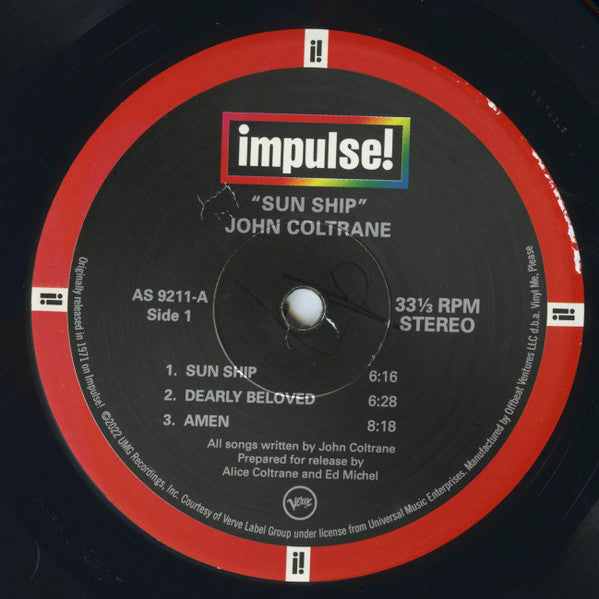 i!
impulse!
"SUN SHIP"
JOHN COLTRANE
AS 9211-A
Side 1
33⅓ RPM
STEREO
i!
i!
1. SUN SHIP 6:16
2. DEARLY BELOVED 6:28
3. AMEN 8:18
All songs written by John Coltrane
Prepared for release by
Alice Coltrane and Ed Michel
Verve
Originally released in 1971 on Impulse! ©2022 UMG Recordings, Inc. Courtesy of Verve Label Group under license from Universal Music Enterprises. Manufactured by Offbeat Ventures LLC d.b.a. Vinyl Me, Please
i!